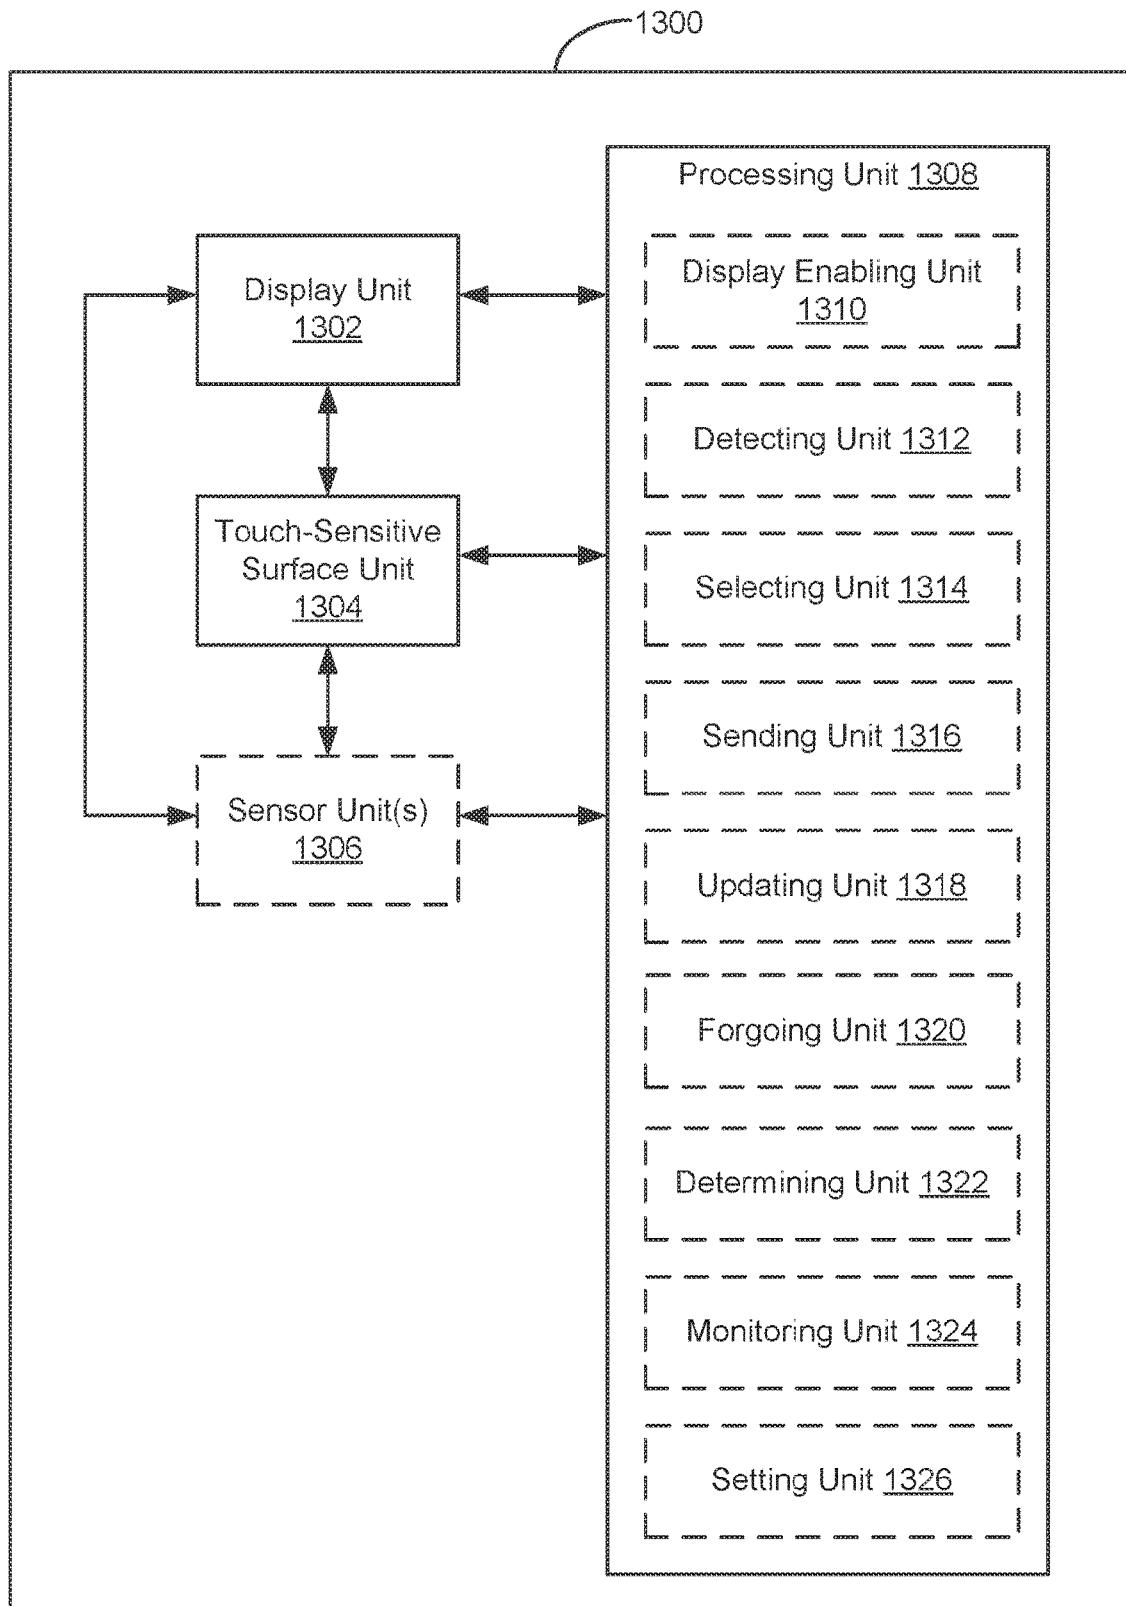 1300
Processing Unit 1308
Display Enabling Unit
1310
Display Unit
1302
Detecting Unit 1312
Touch-Sensitive
Surface Unit
1304
Selecting Unit 1314
Sending Unit 1316
Sensor Unit(s)
1306
Updating Unit 1318
Forgoing Unit 1320
Determining Unit 1322
Monitoring Unit 1324
Setting Unit 1326